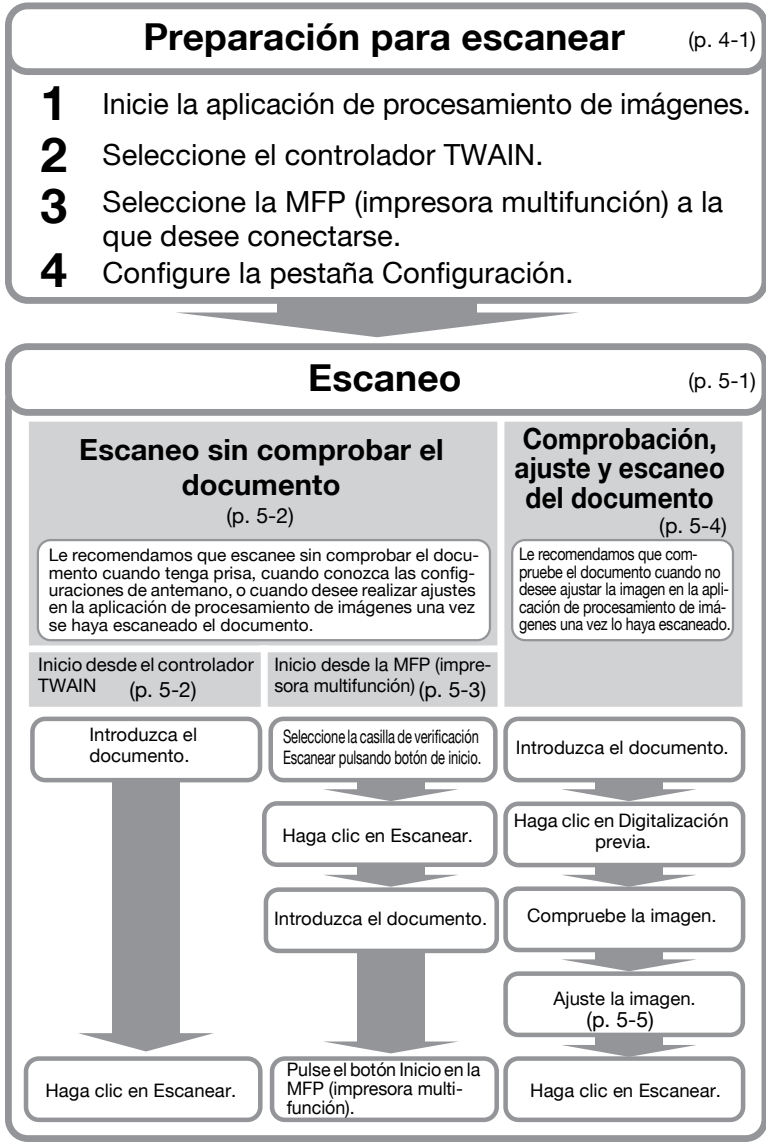 Preparación para escanear (p. 4-1)
1 Inicie la aplicación de procesamiento de imágenes.
2 Seleccione el controlador TWAIN.
3 Seleccione la MFP (impresora multifunción) a la
que desee conectarse.
4 Configure la pestaña Configuración.
Escaneo (p. 5-1)
Escaneo sin comprobar el
documento
(p. 5-2)
Le recomendamos que escanee sin comprobar el docu-
mento cuando tenga prisa, cuando conozca las config-
uraciones de antemano, o cuando desee realizar ajustes
en la aplicación de procesamiento de imágenes una vez
se haya escaneado el documento.
Inicio desde el controlador
TWAIN (p. 5-2)
Introduzca el
documento.
Haga clic en Escanear.
Inicio desde la MFP (impre-
sora multifunción) (p. 5-3)
Seleccione la casilla de verificación
Escanear pulsando botón de inicio.
Haga clic en Escanear.
Introduzca el documento.
Pulse el botón Inicio en la
MFP (impresora multi-
función).
Comprobación,
ajuste y escaneo
del documento
(p. 5-4)
Le recomendamos que com-
pruebe el documento cuando no
desee ajustar la imagen en la apli-
cación de procesamiento de imá-
genes una vez lo haya escaneado.
Introduzca el documento.
Haga clic en Digitalización
previa.
Compruebe la imagen.
Ajuste la imagen.
(p. 5-5)
Haga clic en Escanear.